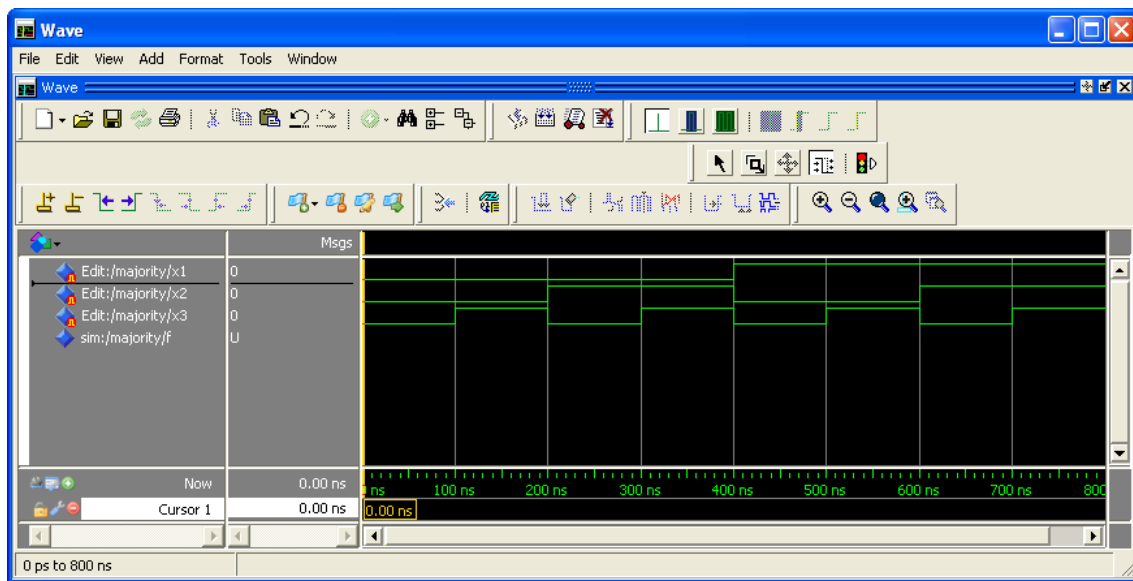 Wave
File Edit View Add Format Tools Window
Wave
Msgs
Edit:/majority/x1 0
Edit:/majority/x2 0
Edit:/majority/x3 0
sim:/majority/f U
Now 0.00 ns
ns 100 ns 200 ns 300 ns 400 ns 500 ns 600 ns 700 ns 800
Cursor 1 0.00 ns 0.00 ns
0 ps to 800 ns